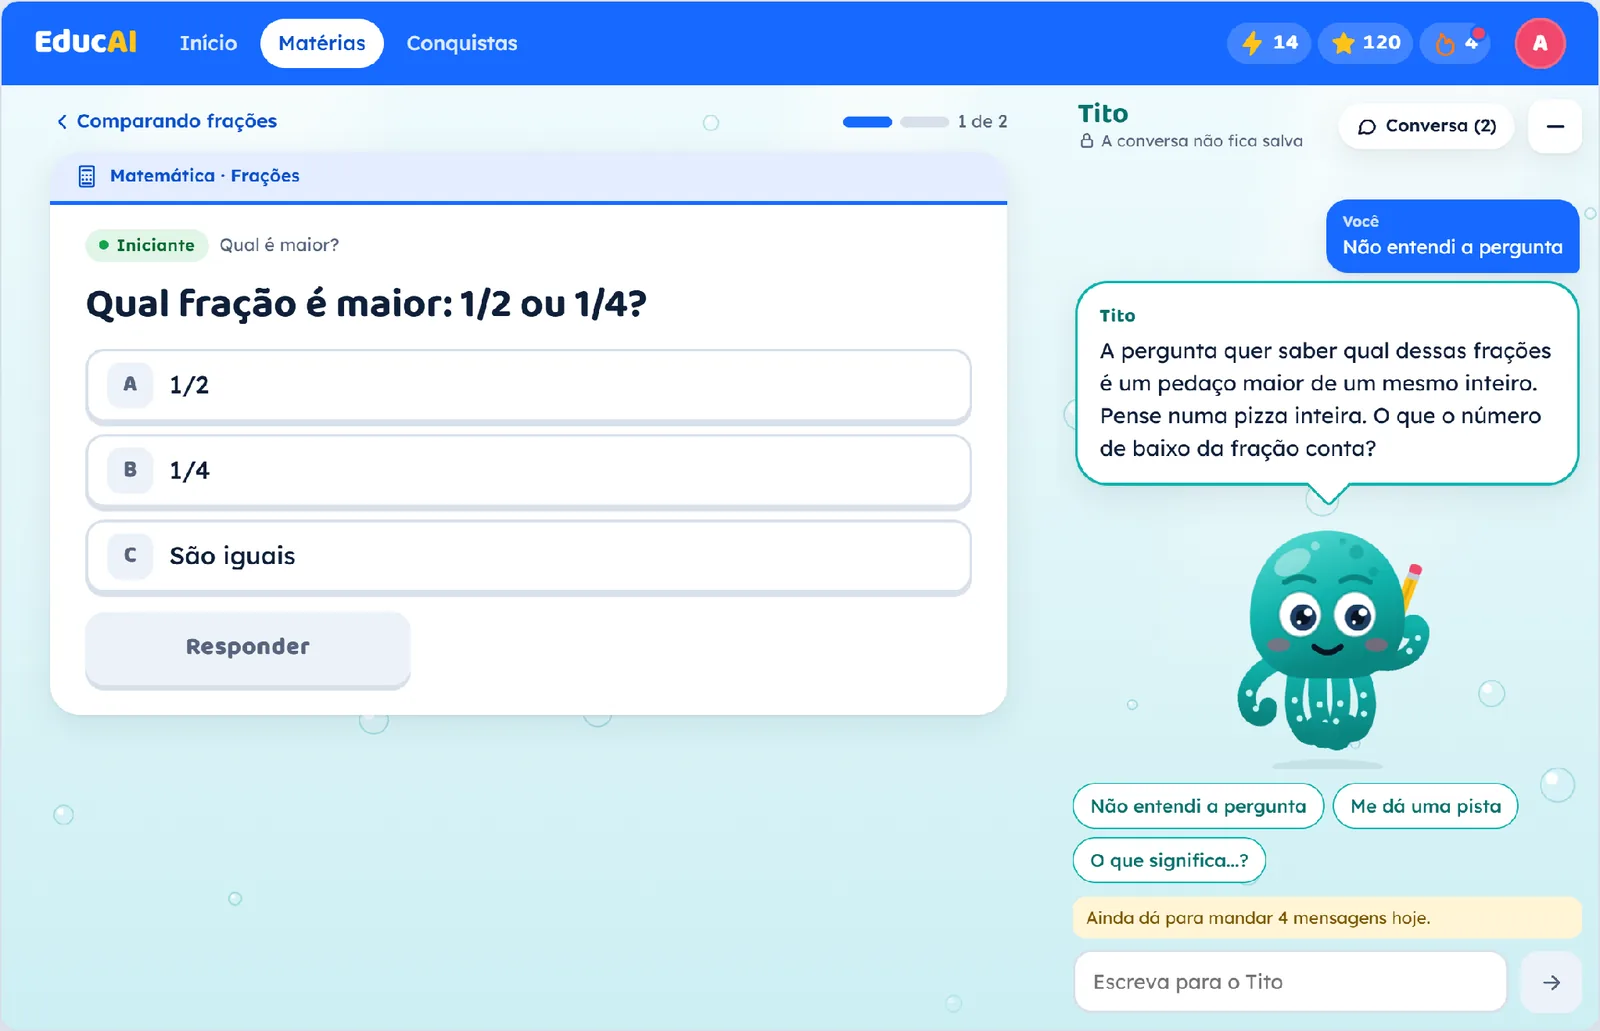 EducAI
Início
Matérias
Conquistas
14
120
4
A
Comparando frações
1 de 2
Matemática · Frações
Iniciante
Qual é maior?
Qual fração é maior: 1/2 ou 1/4?
A
1/2
B
1/4
C
São iguais
Responder
Tito
A conversa não fica salva
Conversa (2)
Você
Não entendi a pergunta
Tito
A pergunta quer saber qual dessas frações
é um pedaço maior de um mesmo inteiro.
Pense numa pizza inteira. O que o número
de baixo da fração conta?
Não entendi a pergunta
Me dá uma pista
O que significa...?
Ainda dá para mandar 4 mensagens hoje.
Escreva para o Tito